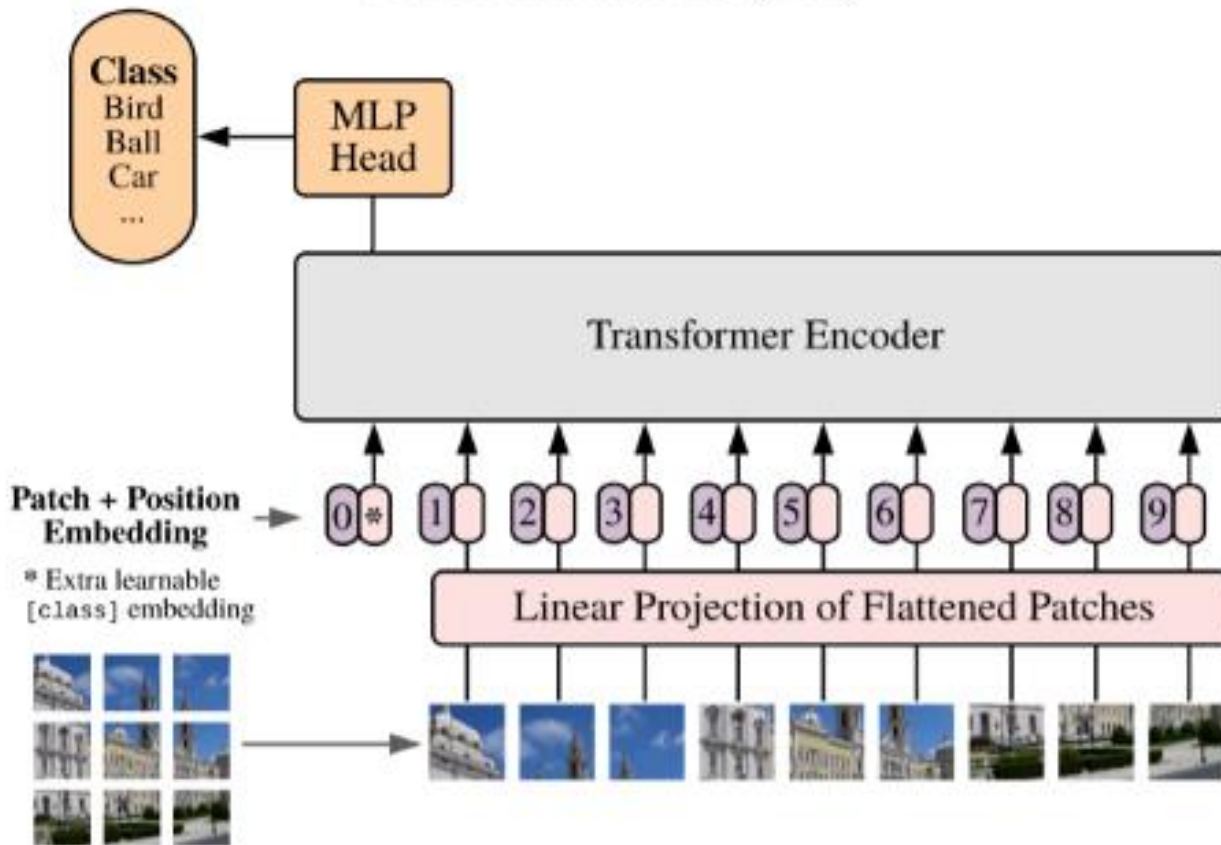 Class
Bird
Ball
Car
...
MLP
Head
Transformer Encoder
Patch + Position
Embedding
0 * 1 2 3 4 5 6 7 8 9
* Extra learnable
[class] embedding
Linear Projection of Flattened Patches